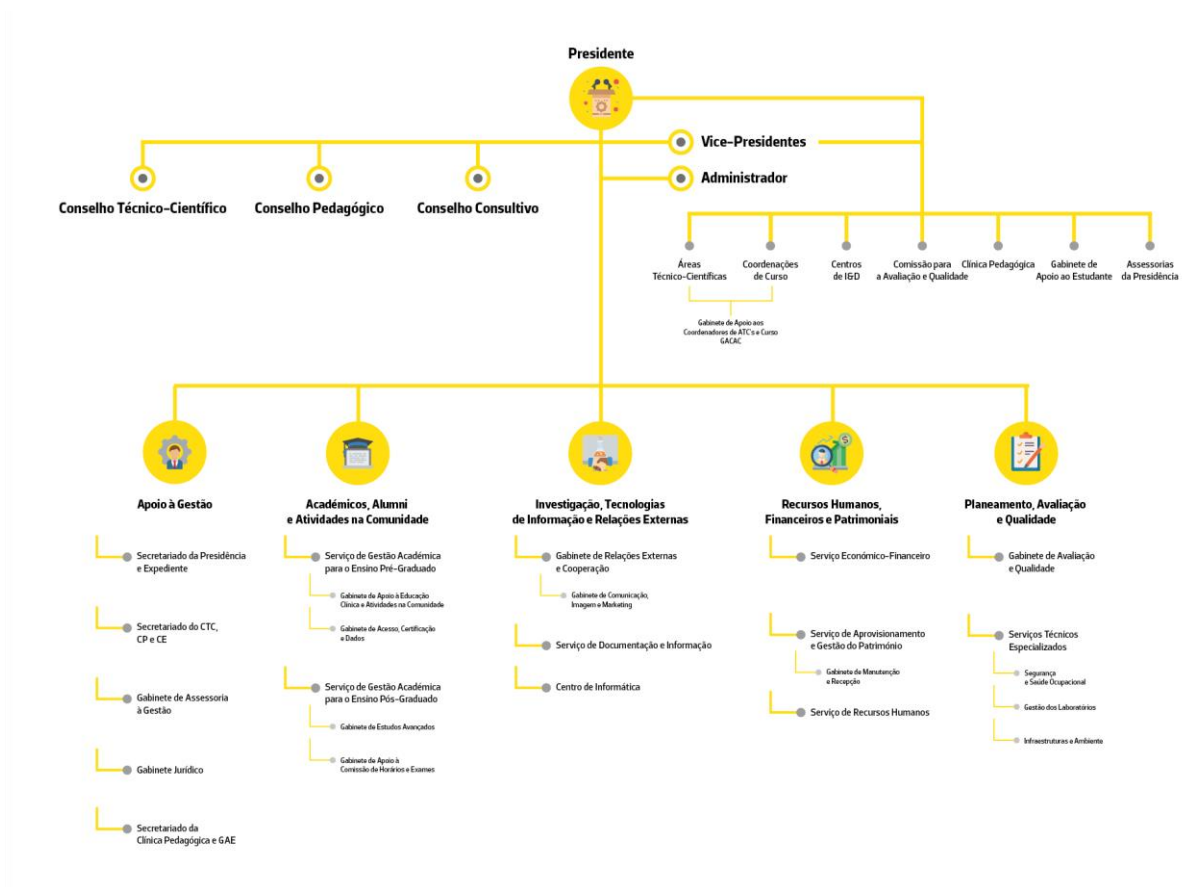 Presidente
Vice-Presidentes
Administrador
Conselho Técnico-Científico
Conselho Pedagógico
Conselho Consultivo
Áreas
Técnico-Científicas
Coordenações
de Curso
Centros
de I&D
Comissão para
a Avaliação e Qualidade
Clínica Pedagógica
Gabinete de
Apoio ao Estudante
Assessorias
da Presidência
Gabinete de Apoio aos
Coordenadores de ATC's e Curso
GACAC
Apoio à Gestão
Secretariado da Presidência
e Expediente
Secretariado do CTC,
CP e CE
Gabinete de Assessoria
à Gestão
Gabinete Jurídico
Secretariado da
Clínica Pedagógica e GAE
Académicos, Alumni
e Atividades na Comunidade
Serviço de Gestão Académica
para o Ensino Pré-Graduado
Gabinete de Apoio à Educação
Clínica e Atividades na Comunidade
Gabinete de Acesso, Certificação
e Dados
Serviço de Gestão Académica
para o Ensino Pós-Graduado
Gabinete de Estudos Avançados
Gabinete de Apoio à
Comissão de Horários e Exames
Investigação, Tecnologias
de Informação e Relações Externas
Gabinete de Relações Externas
e Cooperação
Gabinete de Comunicação,
Imagem e Marketing
Serviço de Documentação e Informação
Centro de Informática
Recursos Humanos,
Financeiros e Patrimoniais
Serviço Económico-Financeiro
Serviço de Aprovisionamento
e Gestão do Património
Gabinete de Manutenção
e Recepção
Serviço de Recursos Humanos
Planeamento, Avaliação
e Qualidade
Gabinete de Avaliação
e Qualidade
Serviços Técnicos
Especializados
Segurança
e Saúde Ocupacional
Gestão dos Laboratórios
Infraestruturas e Ambiente